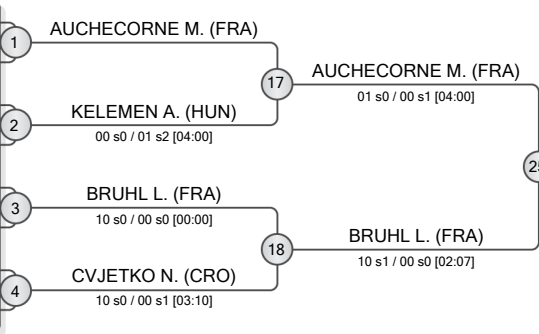 AUCHECORNE M. (FRA)
1
17
AUCHECORNE M. (FRA)
01 s0 / 00 s1 [04:00]
KELEMEN A. (HUN)
2
00 s0 / 01 s2 [04:00]
25
BRUHL L. (FRA)
3
10 s0 / 00 s0 [00:00]
18
BRUHL L. (FRA)
10 s1 / 00 s0 [02:07]
CVJETKO N. (CRO)
4
10 s0 / 00 s1 [03:10]